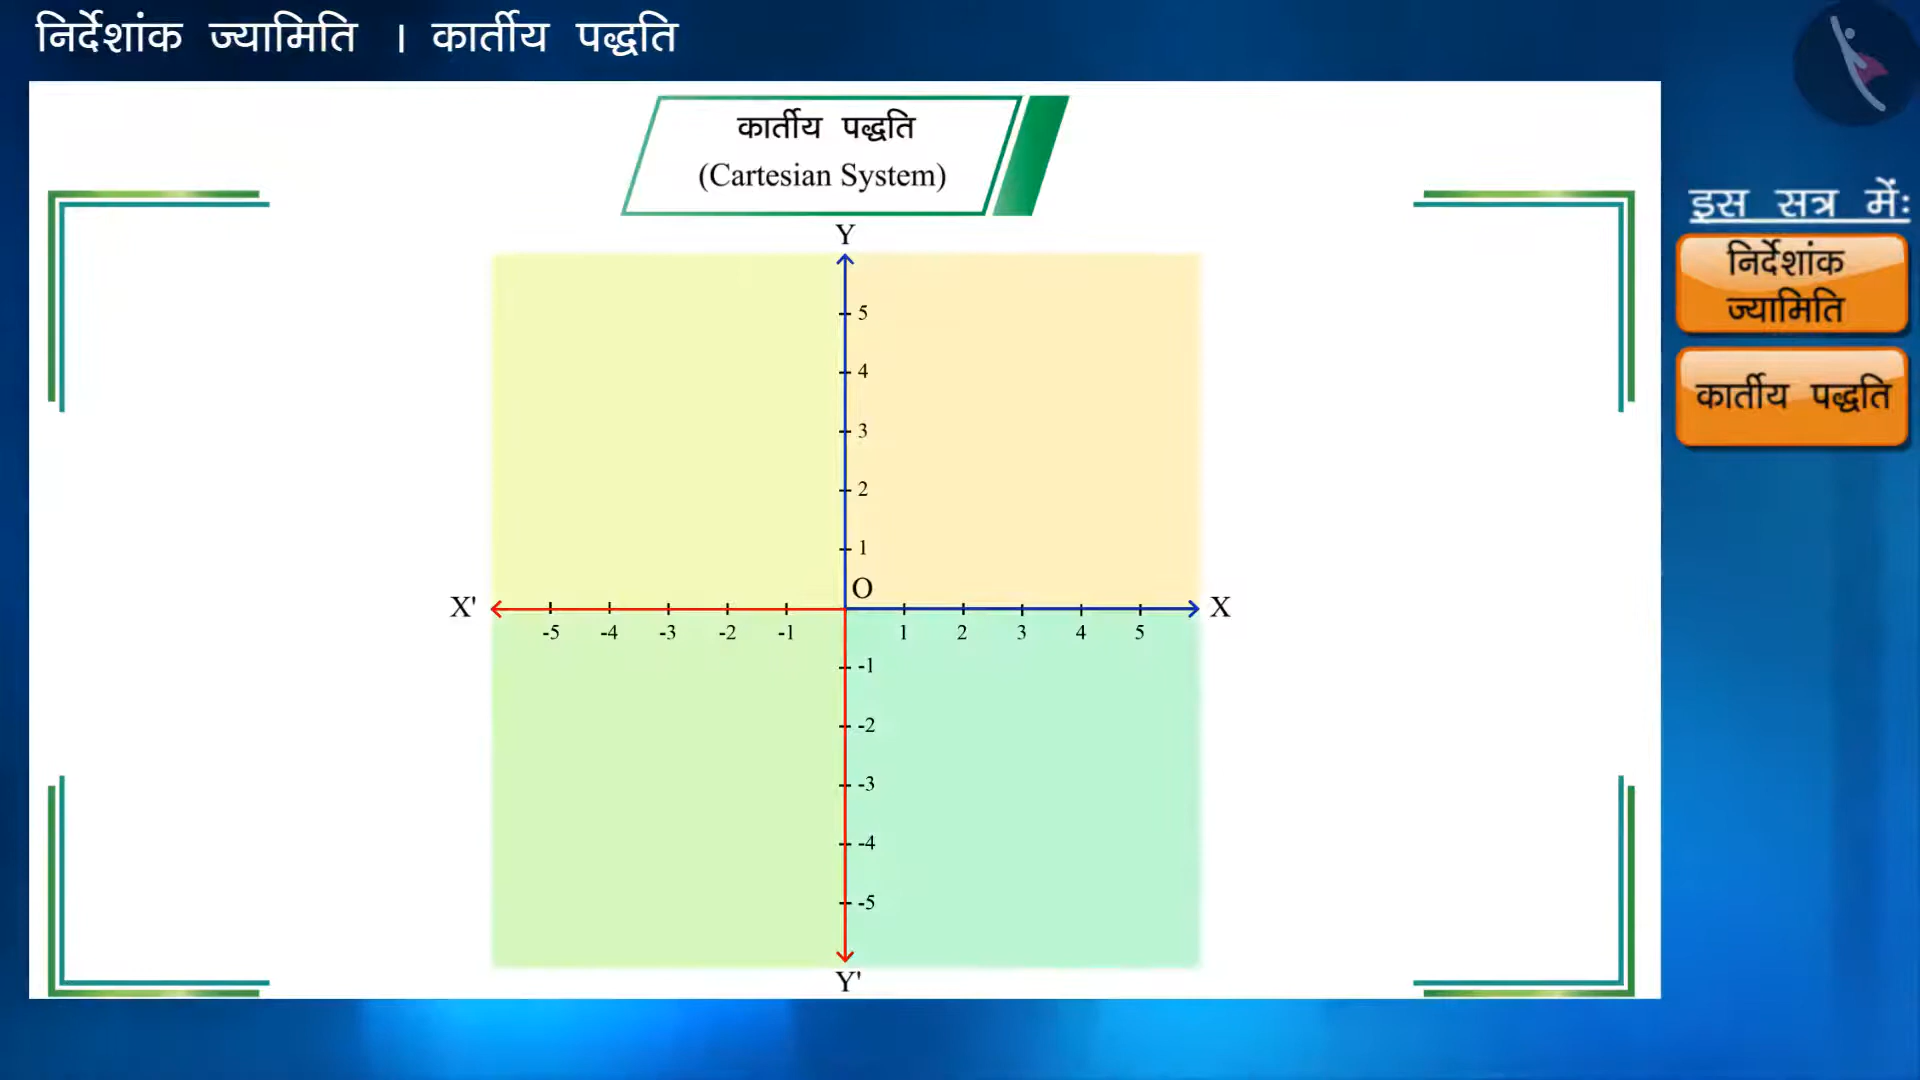 निर्देशांक ज्यामिति । कार्तीय पद्धति
कार्तीय पद्धति
(Cartesian System)
इस सत्र में:
निर्देशांक
ज्यामिति
कार्तीय पद्धति
Y
5
4
3
2
1
O
X' X
-5 -4 -3 -2 -1 1 2 3 4 5
-1
-2
-3
-4
-5
Y'